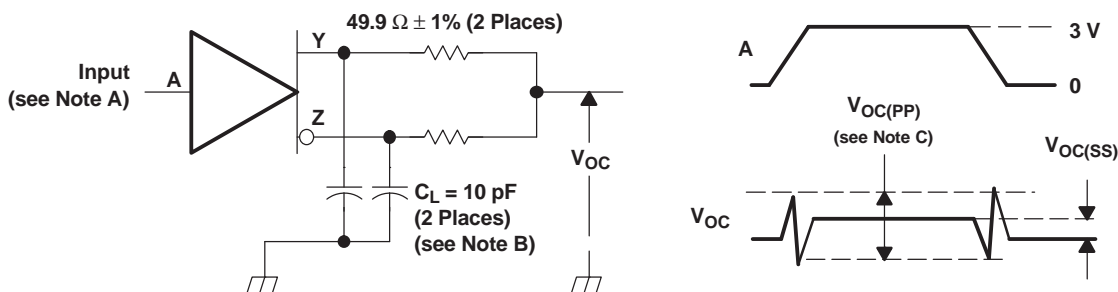 49.9 Ω ± 1% (2 Places)
Y
Input
(see Note A)
A
Z
V_OC
C_L = 10 pF
(2 Places)
(see Note B)
A
3 V
0
V_OC(PP)
(see Note C)
V_OC(SS)
V_OC